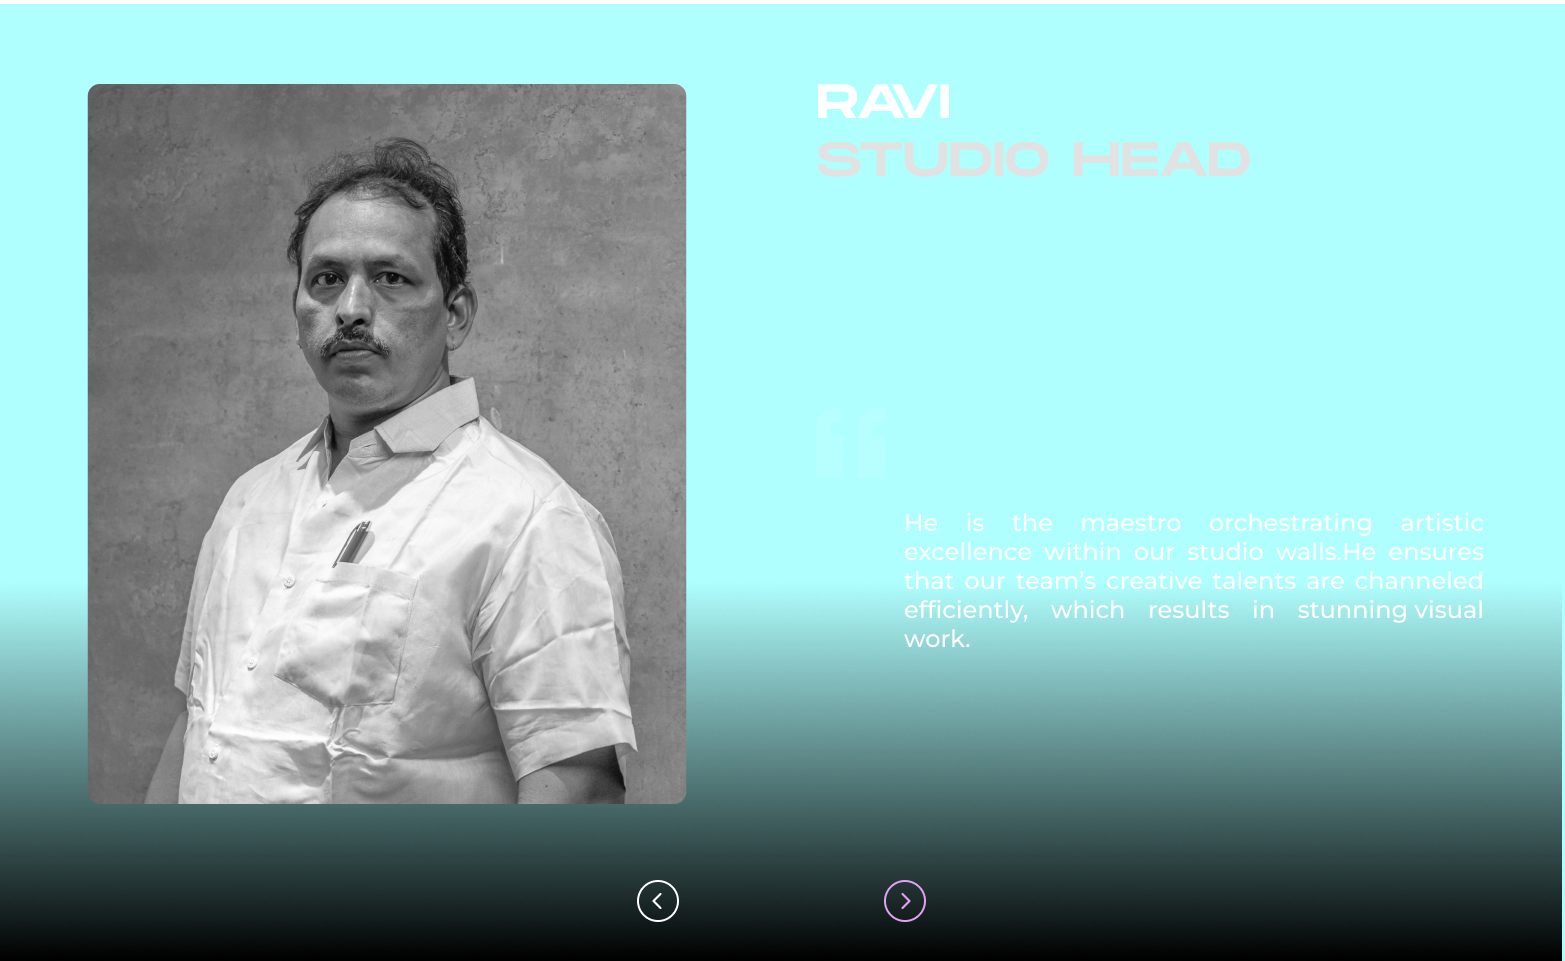 RAVI
STUDIO HEAD
“
He is the maestro orchestrating artistic
excellence within our studio walls.He ensures
that our team’s creative talents are channeled
efficiently, which results in stunning visual
work.